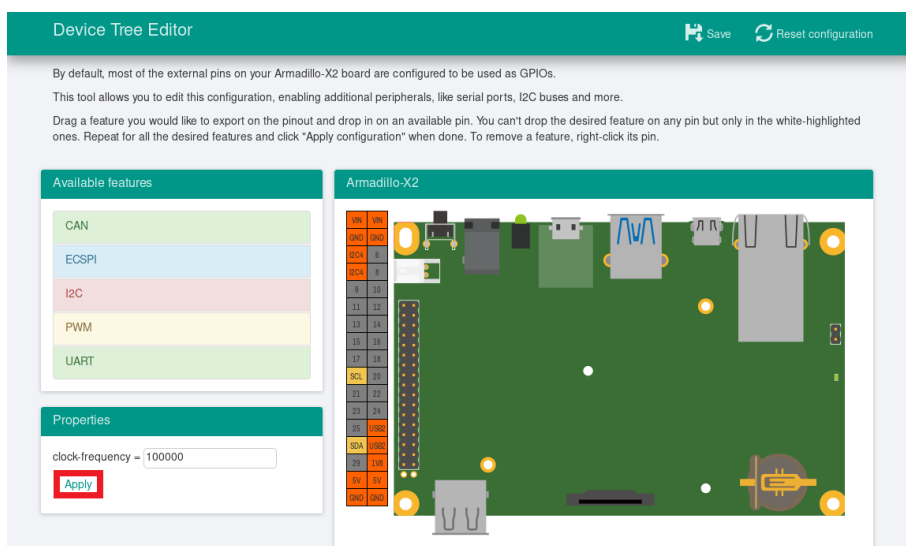 Device Tree Editor
Save
Reset configuration
By default, most of the external pins on your Armadillo-X2 board are configured to be used as GPIOs.
This tool allows you to edit this configuration, enabling additional peripherals, like serial ports, I2C buses and more.
Drag a feature you would like to export on the pinout and drop in on an available pin. You can't drop the desired feature on any pin but only in the white-highlighted
ones. Repeat for all the desired features and click "Apply configuration" when done. To remove a feature, right-click its pin.
Available features
CAN
ECSPI
I2C
PWM
UART
Properties
clock-frequency = 100000
Apply
Armadillo-X2
VIN VIN
GND GND
I2C4 6
I2C4 8
9 10
11 12
13 14
15 16
17 18
SCL 20
21 22
23 24
25 USB2
SDA USB2
29 1V8
5V 5V
GND GND